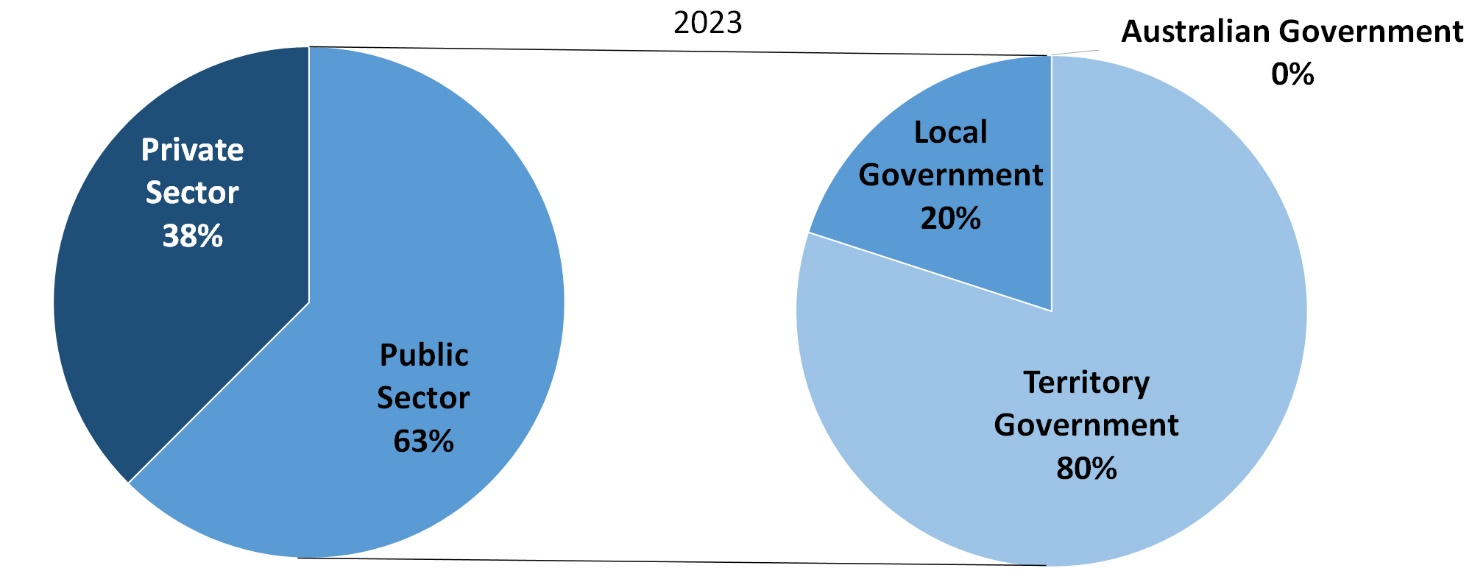 2023
Australian Government
0%
Private
Sector
38%
Public
Sector
63%
Local
Government
20%
Territory
Government
80%